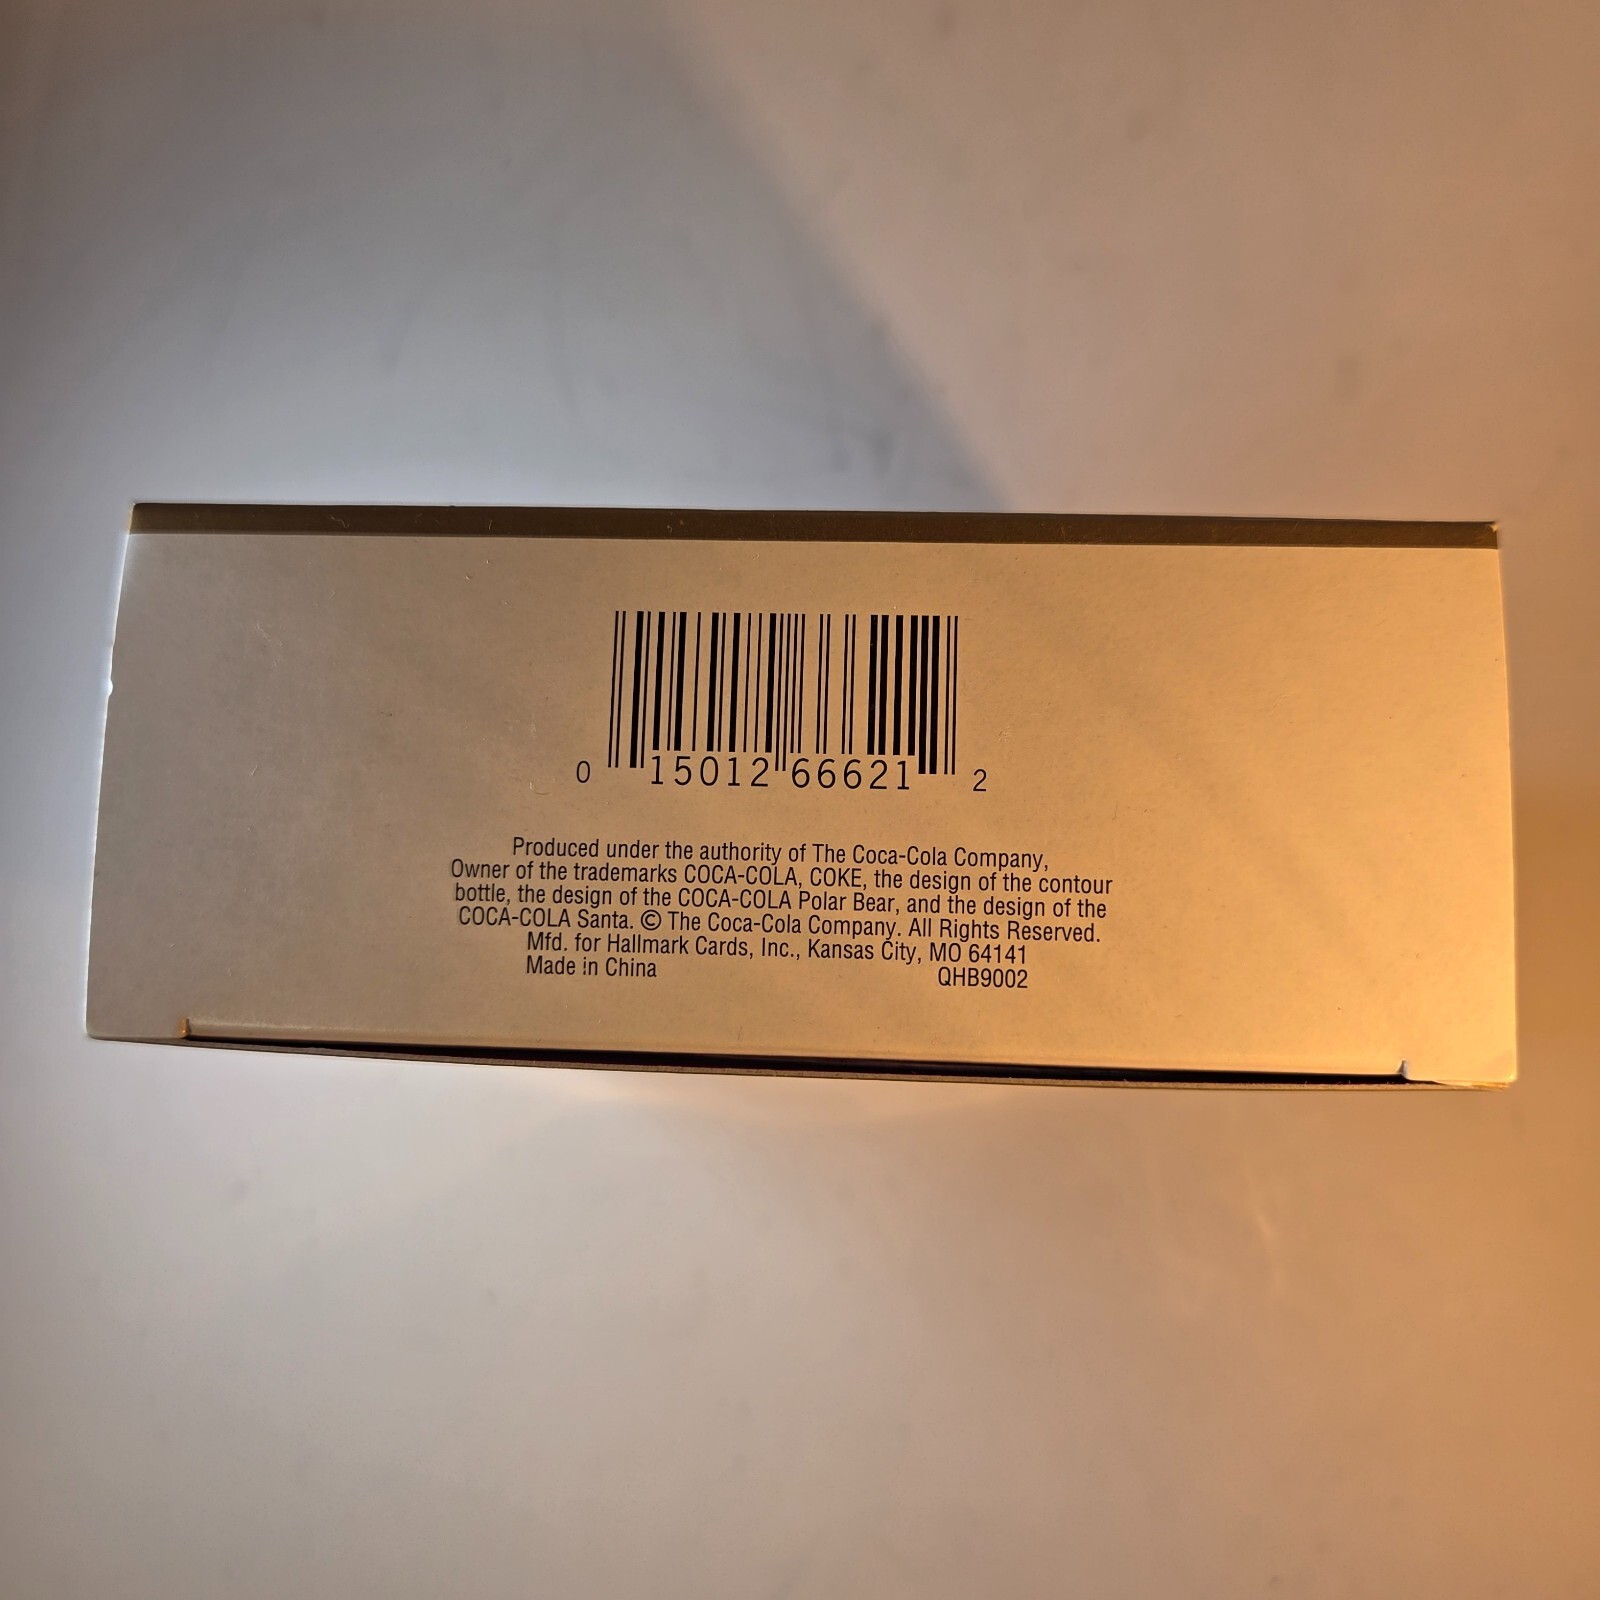 0 15012 66621 2
Produced under the authority of The Coca-Cola Company,
Owner of the trademarks COCA-COLA, COKE, the design of the contour
bottle, the design of the COCA-COLA Polar Bear, and the design of the
COCA-COLA Santa. © The Coca-Cola Company. All Rights Reserved.
Mfd. for Hallmark Cards, Inc., Kansas City, MO 64141
Made in China QHB9002